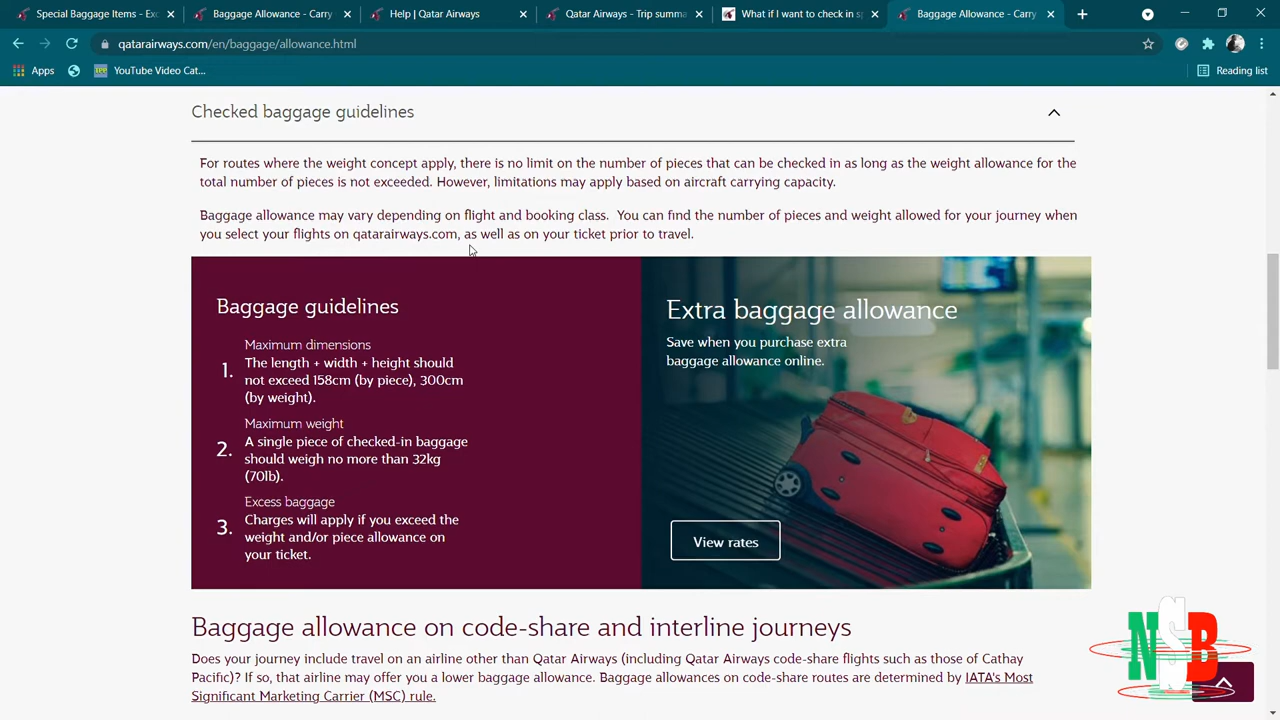 Special Baggage Items - Ex
Baggage Allowance - Carry
Help | Qatar Airways
Qatar Airways - Trip summa
What if I want to check in sp
Baggage Allowance - Carry
qatarairways.com/en/baggage/allowance.html
Apps
YouTube Video Cat...
Reading list
Checked baggage guidelines
For routes where the weight concept apply, there is no limit on the number of pieces that can be checked in as long as the weight allowance for the
total number of pieces is not exceeded. However, limitations may apply based on aircraft carrying capacity.
Baggage allowance may vary depending on flight and booking class. You can find the number of pieces and weight allowed for your journey when
you select your flights on qatarairways.com, as well as on your ticket prior to travel.
Baggage guidelines
Maximum dimensions
1. The length + width + height should
not exceed 158cm (by piece), 300cm
(by weight).
Maximum weight
2. A single piece of checked-in baggage
should weigh no more than 32kg
(70lb).
Excess baggage
3. Charges will apply if you exceed the
weight and/or piece allowance on
your ticket.
Extra baggage allowance
Save when you purchase extra
baggage allowance online.
View rates
Baggage allowance on code-share and interline journeys
Does your journey include travel on an airline other than Qatar Airways (including Qatar Airways code-share flights such as those of Cathay
Pacific)? If so, that airline may offer you a lower baggage allowance. Baggage allowances on code-share routes are determined by IATA's Most
Significant Marketing Carrier (MSC) rule.
NSB